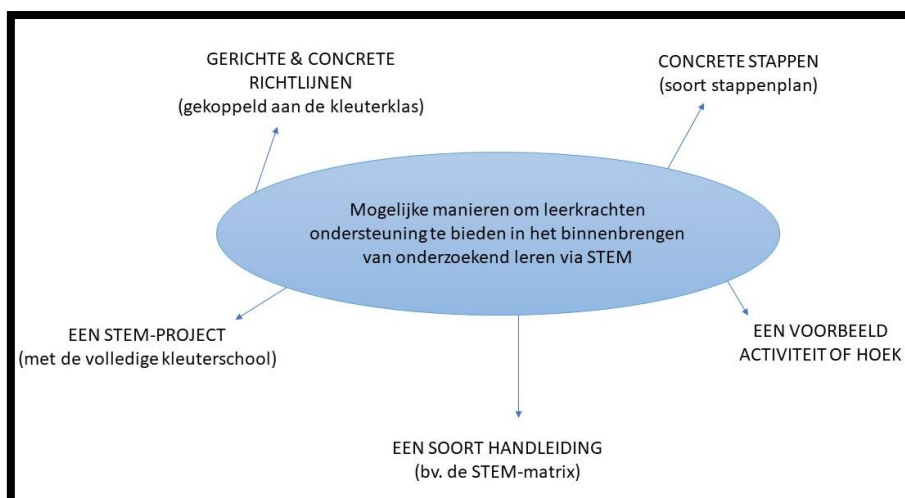 GERICHTE & CONCRETE
RICHTLIJNEN
(gekoppeld aan de kleuterklas)
CONCRETE STAPPEN
(soort stappenplan)
Mogelijke manieren om leerkrachten
ondersteuning te bieden in het binnenbrengen
van onderzoekend leren via STEM
EEN STEM-PROJECT
(met de volledige kleuterschool)
EEN VOORBEELD
ACTIVITEIT OF HOEK
EEN SOORT HANDLEIDING
(bv. de STEM-matrix)